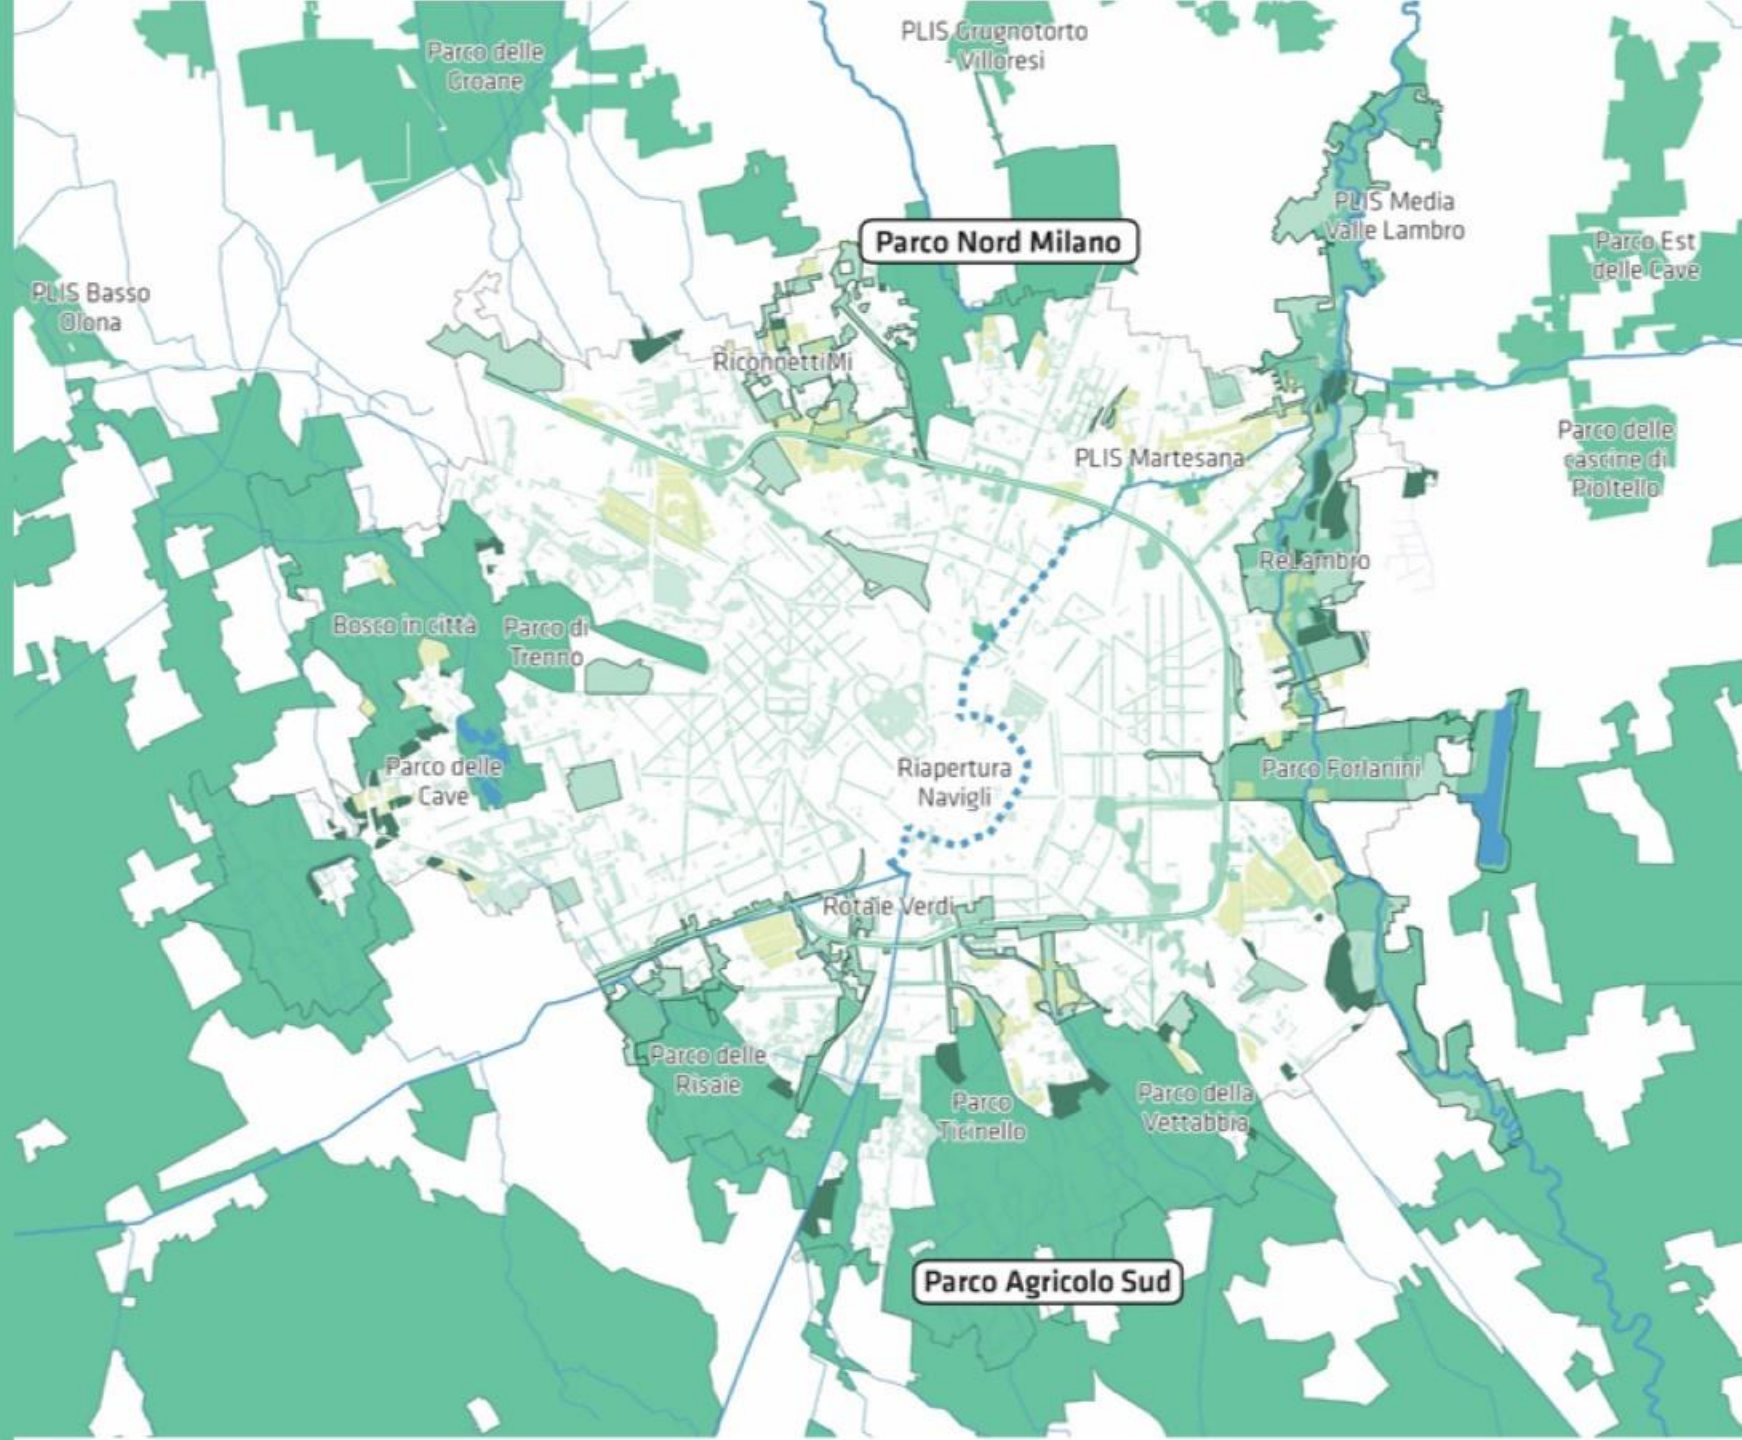 Parco delle
Groane
PLIS Grugnotorto
- Villoresi
PLIS Media
Valle Lambro
Parco Nord Milano
Parco Est
delle Cave
PLIS Basso
Olona
RiconnettiMi
PLIS Martesana
Parco delle
cascine di
Pioltello
ReLambro
Bosco in città
Parco di
Trenno
Parco delle
Cave
Riapertura
Navigli
Parco Forlanini
Rotaie Verdi
Parco delle
Risaie
Parco
Ticinello
Parco della
Vettabbia
Parco Agricolo Sud